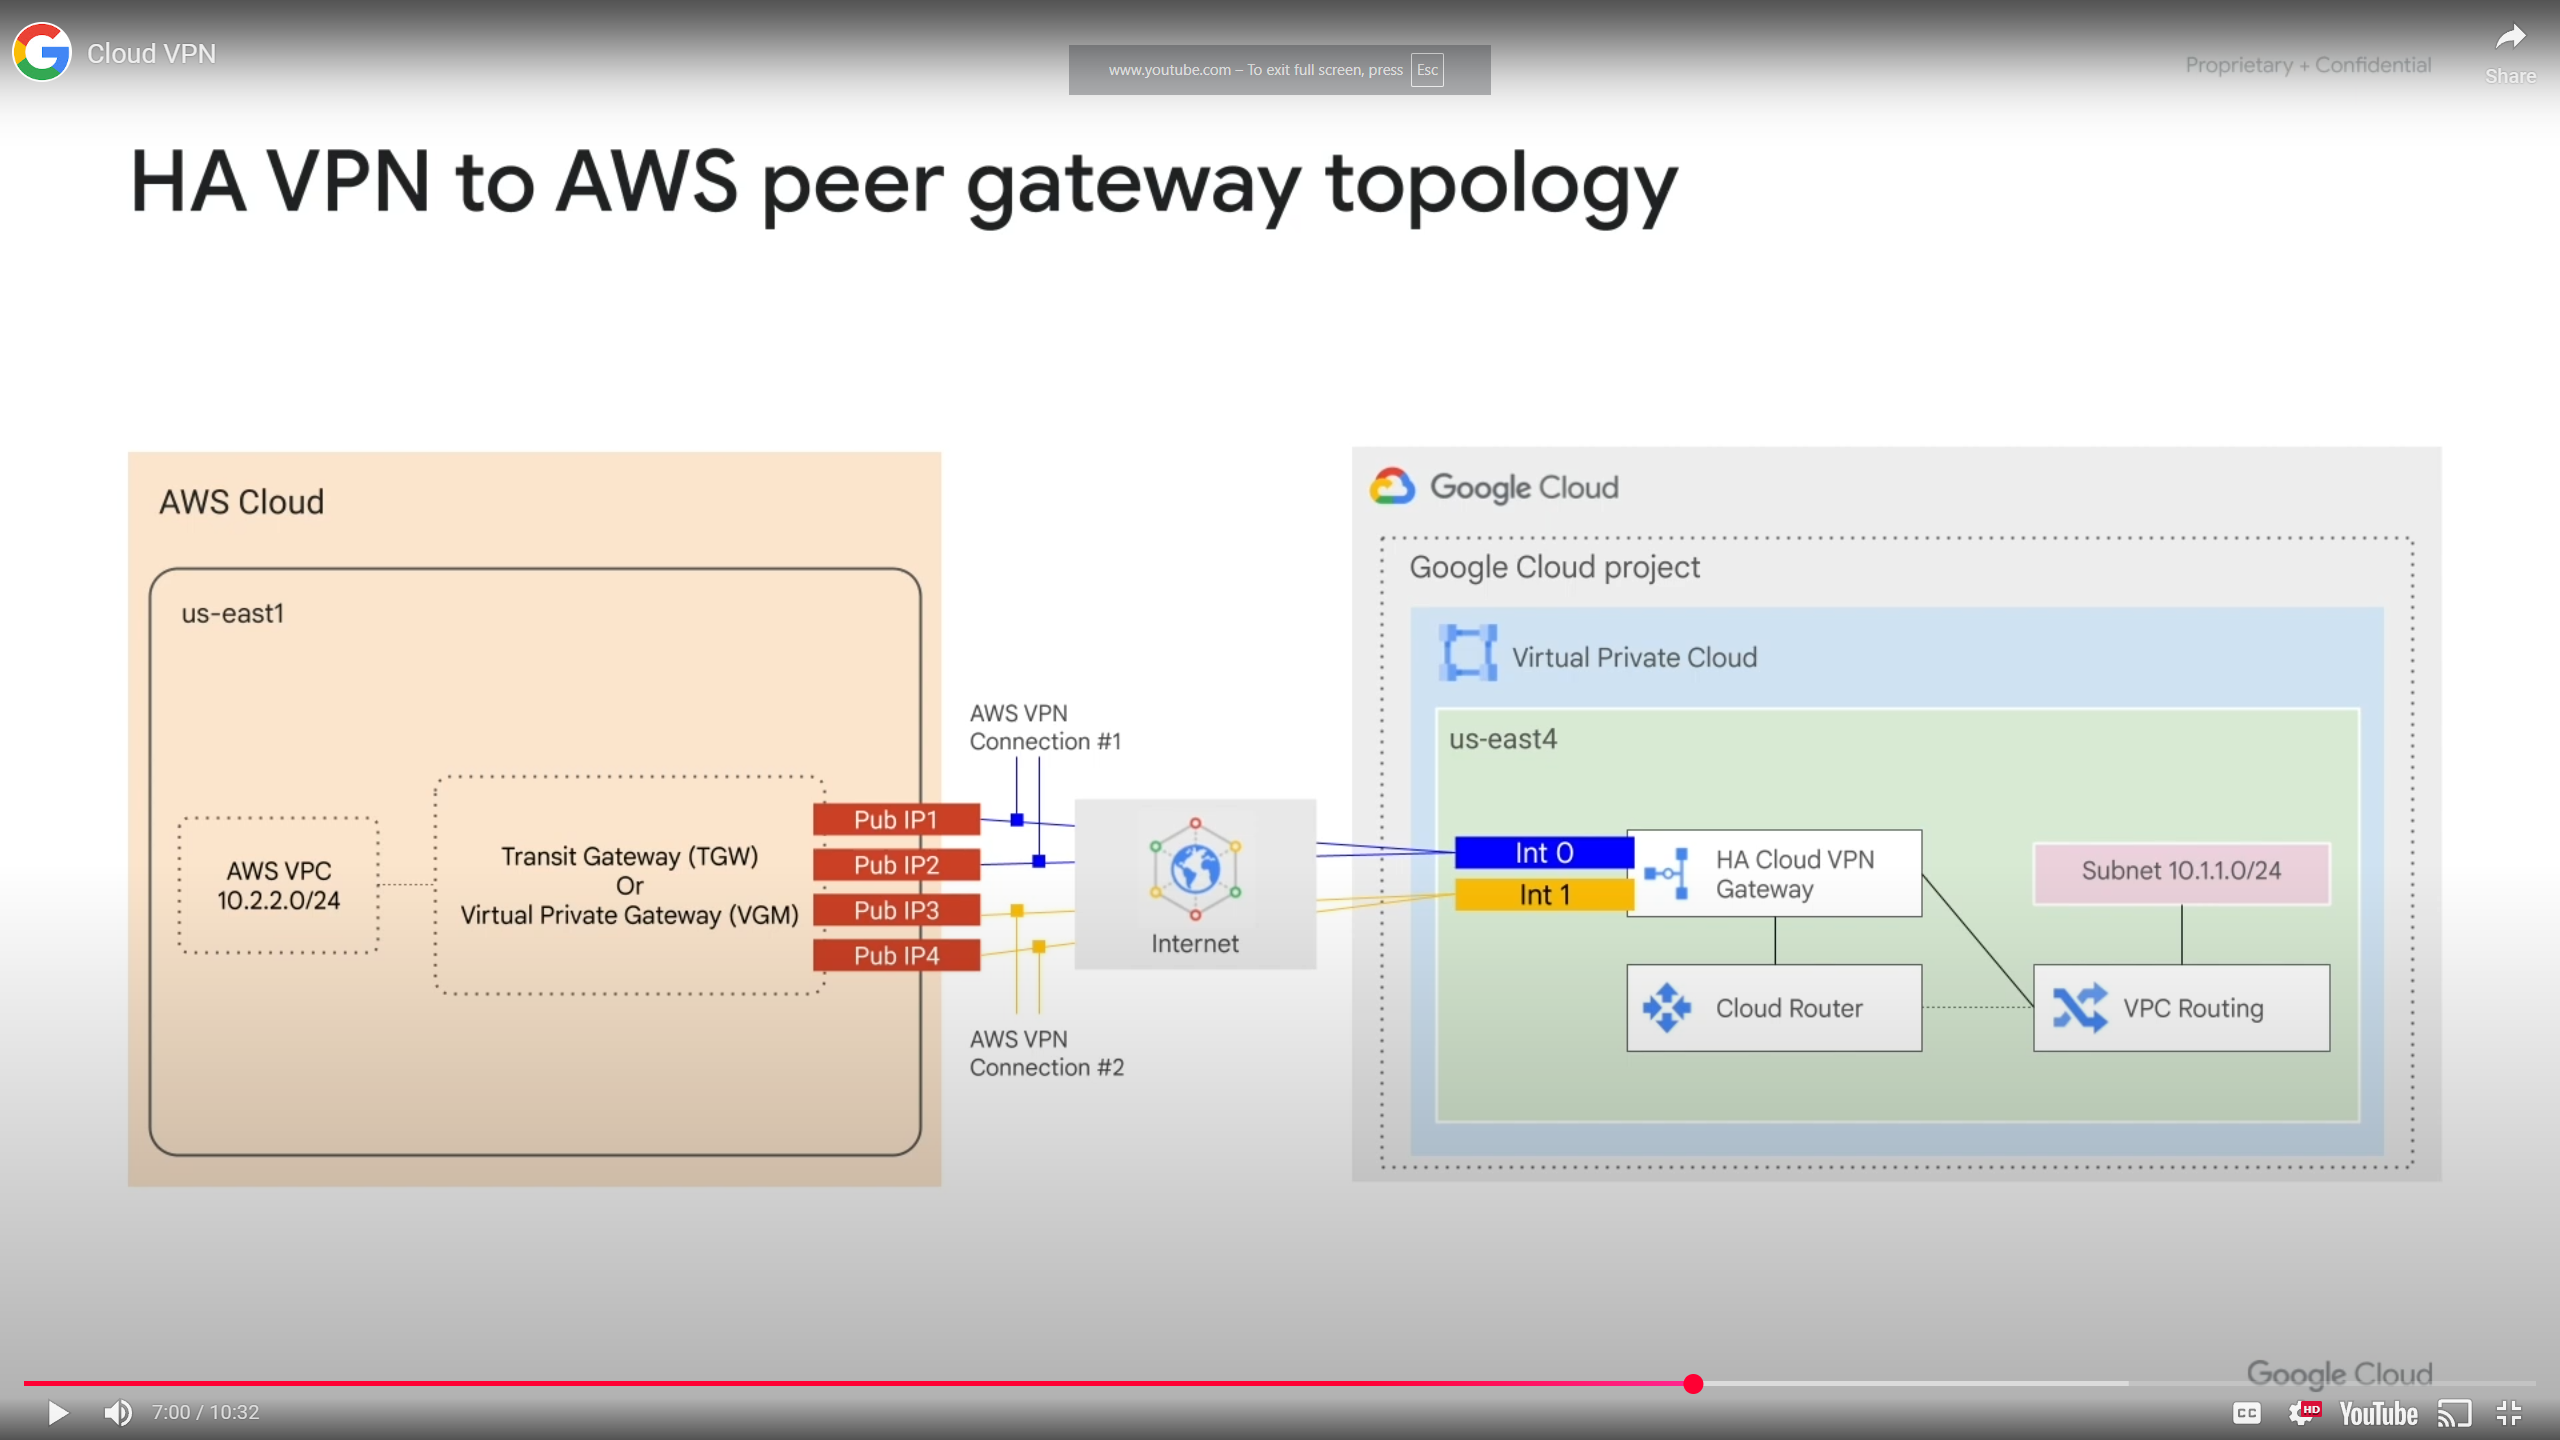 Cloud VPN
www.youtube.com – To exit full screen, press Esc
Proprietary + Confidential
Share
HA VPN to AWS peer gateway topology
AWS Cloud
us-east1
AWS VPC
10.2.2.0/24
Transit Gateway (TGW)
Or
Virtual Private Gateway (VGM)
Pub IP1
Pub IP2
Pub IP3
Pub IP4
AWS VPN
Connection #1
AWS VPN
Connection #2
Internet
Google Cloud
Google Cloud project
Virtual Private Cloud
us-east4
Int 0
Int 1
HA Cloud VPN
Gateway
Subnet 10.1.1.0/24
Cloud Router
VPC Routing
Google Cloud
7:00 / 10:32
CC
HD
YouTube